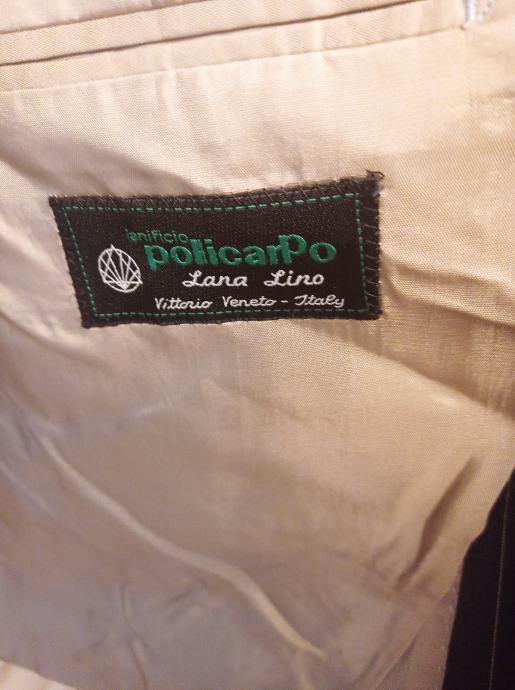 lanificio
policarPo
Lana Lino
Vittorio Veneto - Italy